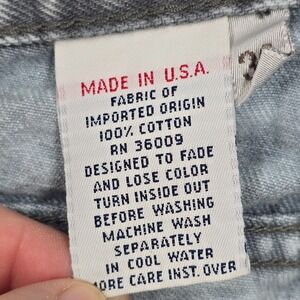 MADE IN U.S.A.
FABRIC OF
IMPORTED ORIGIN
100% COTTON
RN 36009
DESIGNED TO FADE
AND LOSE COLOR
TURN INSIDE OUT
BEFORE WASHING
MACHINE WASH
SEPARATELY
IN COOL WATER
MORE CARE INST. OVER